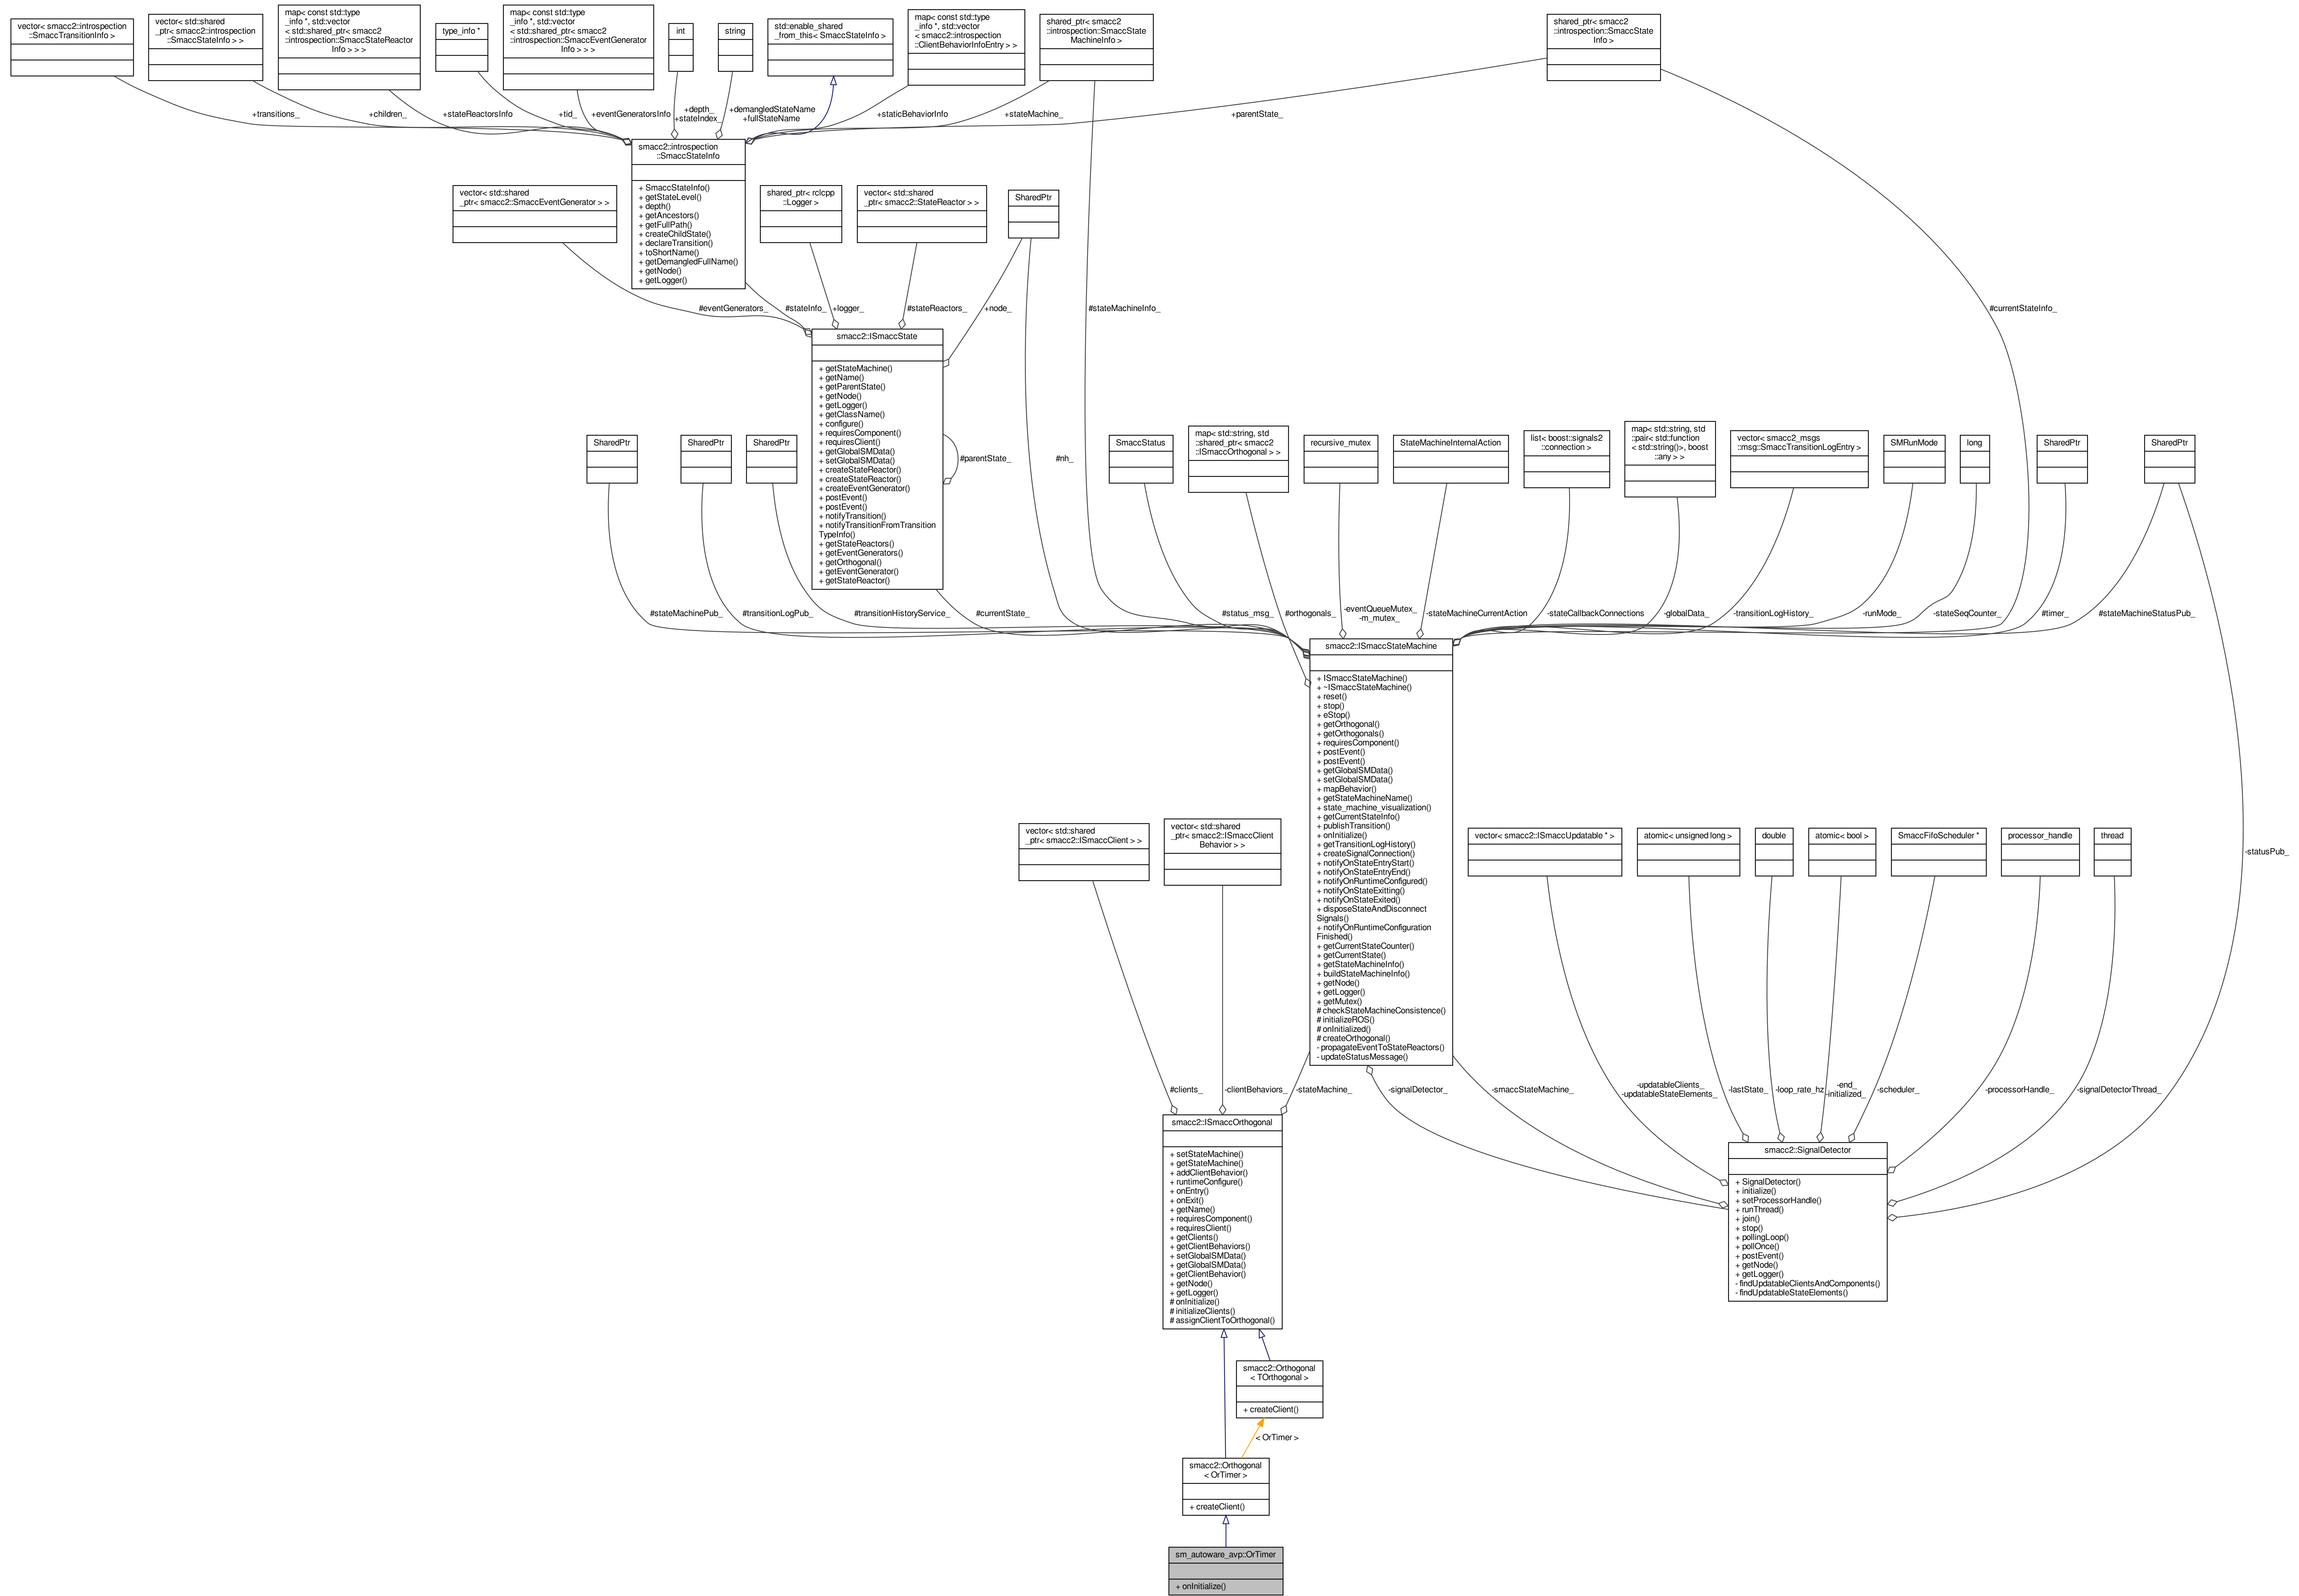 vector< smacc2::introspection
::SmaccTransitionInfo >
vector< std::shared
_ptr< smacc2::introspection
::SmaccStateInfo > >
map< const std::type
_info *, std::vector
< std::shared_ptr< smacc2
::introspection::SmaccStateReactor
Info > > >
type_info *
map< const std::type
_info *, std::vector
< std::shared_ptr< smacc2
::introspection::SmaccEventGenerator
Info > > >
int
string
std::enable_shared
_from_this< SmaccStateInfo >
map< const std::type
_info *, std::vector
< smacc2::introspection
::ClientBehaviorInfoEntry > >
shared_ptr< smacc2
::introspection::SmaccState
MachineInfo >
shared_ptr< smacc2
::introspection::SmaccState
Info >
+transitions_
+children_
+stateReactorsInfo
+tid_
+eventGeneratorsInfo
+depth_
+stateIndex_
+demangledStateName
+fullStateName
+staticBehaviorInfo
+stateMachine_
+parentState_
smacc2::introspection
::SmaccStateInfo
+ SmaccStateInfo()
+ getStateLevel()
+ depth()
+ getAncestors()
+ getFullPath()
+ createChildState()
+ declareTransition()
+ toShortName()
+ getDemangledFullName()
+ getNode()
+ getLogger()
vector< std::shared
_ptr< smacc2::SmaccEventGenerator > >
shared_ptr< rclcpp
::Logger >
vector< std::shared
_ptr< smacc2::StateReactor > >
SharedPtr
#eventGenerators_
#stateInfo_
+logger_
#stateReactors_
+node_
#stateMachineInfo_
#currentStateInfo_
smacc2::ISmaccState
+ getStateMachine()
+ getName()
+ getParentState()
+ getNode()
+ getLogger()
+ getClassName()
+ configure()
+ requiresComponent()
+ requiresClient()
+ getGlobalSMData()
+ setGlobalSMData()
+ createStateReactor()
+ createStateReactor()
+ createEventGenerator()
+ postEvent()
+ postEvent()
+ notifyTransition()
+ notifyTransitionFromTransition
TypeInfo()
+ getStateReactors()
+ getEventGenerators()
+ getOrthogonal()
+ getEventGenerator()
+ getStateReactor()
#parentState_
#nh_
SharedPtr
SharedPtr
SharedPtr
SmaccStatus
map< std::string, std
::shared_ptr< smacc2
::ISmaccOrthogonal > >
recursive_mutex
StateMachineInternalAction
list< boost::signals2
::connection >
map< std::string, std
::pair< std::function
< std::string()>, boost
::any > >
vector< smacc2_msgs
::msg::SmaccTransitionLogEntry >
SMRunMode
long
SharedPtr
SharedPtr
#stateMachinePub_
#transitionLogPub_
#transitionHistoryService_
#currentState_
#status_msg_
#orthogonals_
-eventQueueMutex_
-m_mutex_
-stateMachineCurrentAction
-stateCallbackConnections
-globalData_
-transitionLogHistory_
-runMode_
-stateSeqCounter_
#timer_
#stateMachineStatusPub_
smacc2::ISmaccStateMachine
+ ISmaccStateMachine()
+ ~ISmaccStateMachine()
+ reset()
+ stop()
+ eStop()
+ getOrthogonal()
+ getOrthogonals()
+ requiresComponent()
+ postEvent()
+ postEvent()
+ getGlobalSMData()
+ setGlobalSMData()
+ mapBehavior()
+ getStateMachineName()
+ state_machine_visualization()
+ getCurrentStateInfo()
+ publishTransition()
+ onInitialize()
+ getTransitionLogHistory()
+ createSignalConnection()
+ notifyOnStateEntryStart()
+ notifyOnStateEntryEnd()
+ notifyOnRuntimeConfigured()
+ notifyOnStateExitting()
+ notifyOnStateExited()
+ disposeStateAndDisconnect
Signals()
+ notifyOnRuntimeConfiguration
Finished()
+ getCurrentStateCounter()
+ getCurrentState()
+ getStateMachineInfo()
+ buildStateMachineInfo()
+ getNode()
+ getLogger()
+ getMutex()
# checkStateMachineConsistence()
# initializeROS()
# onInitialized()
# createOrthogonal()
- propagateEventToStateReactors()
- updateStatusMessage()
vector< std::shared
_ptr< smacc2::ISmaccClient > >
vector< std::shared
_ptr< smacc2::ISmaccClient
Behavior > >
vector< smacc2::ISmaccUpdatable * >
atomic< unsigned long >
double
atomic< bool >
SmaccFifoScheduler *
processor_handle
thread
-statusPub_
#clients_
-clientBehaviors_
-stateMachine_
-signalDetector_
-smaccStateMachine_
-updatableClients_
-updatableStateElements_
-lastState_
-loop_rate_hz
-end_
-initialized_
-scheduler_
-processorHandle_
-signalDetectorThread_
smacc2::ISmaccOrthogonal
+ setStateMachine()
+ getStateMachine()
+ addClientBehavior()
+ runtimeConfigure()
+ onEntry()
+ onExit()
+ getName()
+ requiresComponent()
+ requiresClient()
+ getClients()
+ getClientBehaviors()
+ setGlobalSMData()
+ getGlobalSMData()
+ getClientBehavior()
+ getNode()
+ getLogger()
# onInitialize()
# initializeClients()
# assignClientToOrthogonal()
smacc2::SignalDetector
+ SignalDetector()
+ initialize()
+ setProcessorHandle()
+ runThread()
+ join()
+ stop()
+ pollingLoop()
+ pollOnce()
+ postEvent()
+ getNode()
+ getLogger()
- findUpdatableClientsAndComponents()
- findUpdatableStateElements()
smacc2::Orthogonal
< TOrthogonal >
+ createClient()
< OrTimer >
smacc2::Orthogonal
< OrTimer >
+ createClient()
sm_autoware_avp::OrTimer
+ onInitialize()